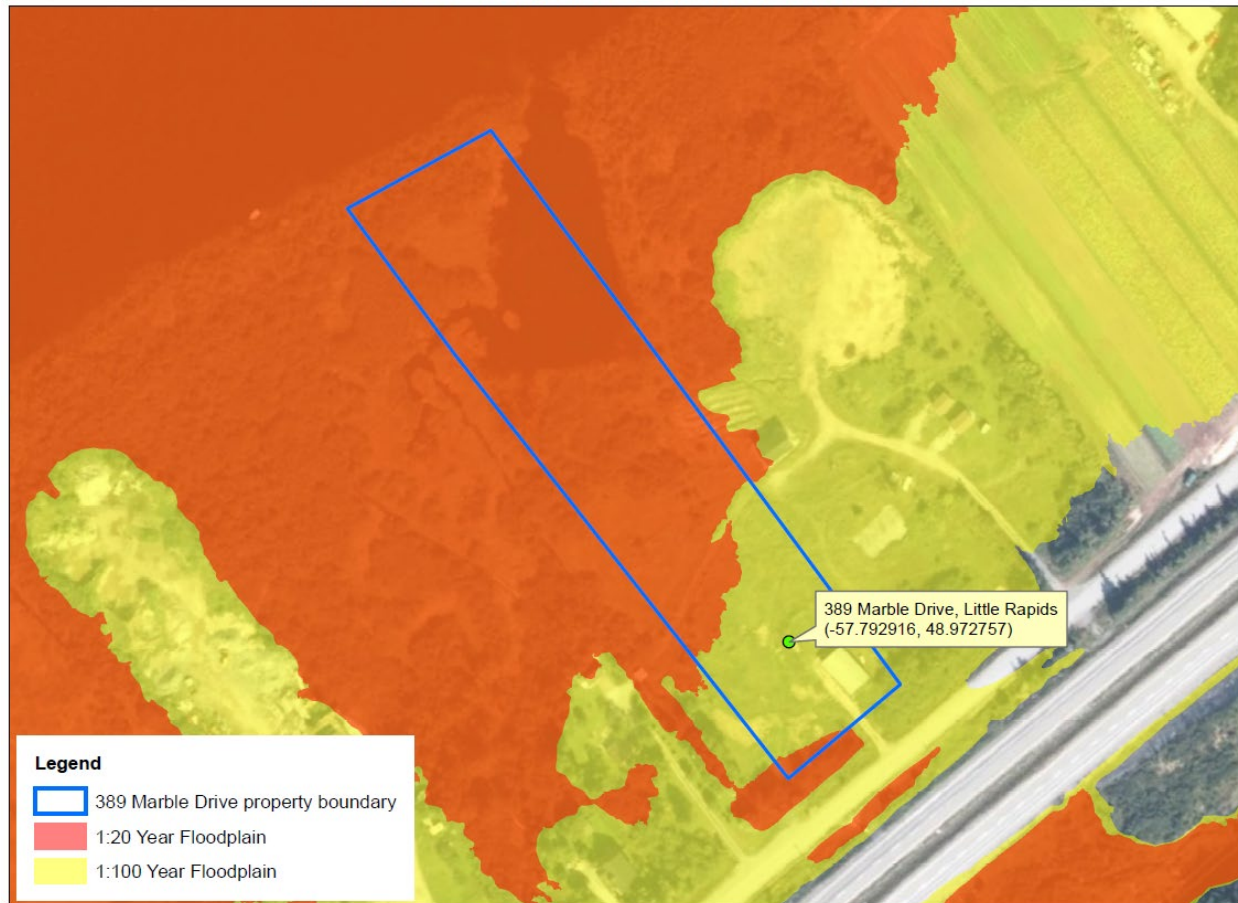 389 Marble Drive, Little Rapids
(-57.792916, 48.972757)
Legend
389 Marble Drive property boundary
1:20 Year Floodplain
1:100 Year Floodplain